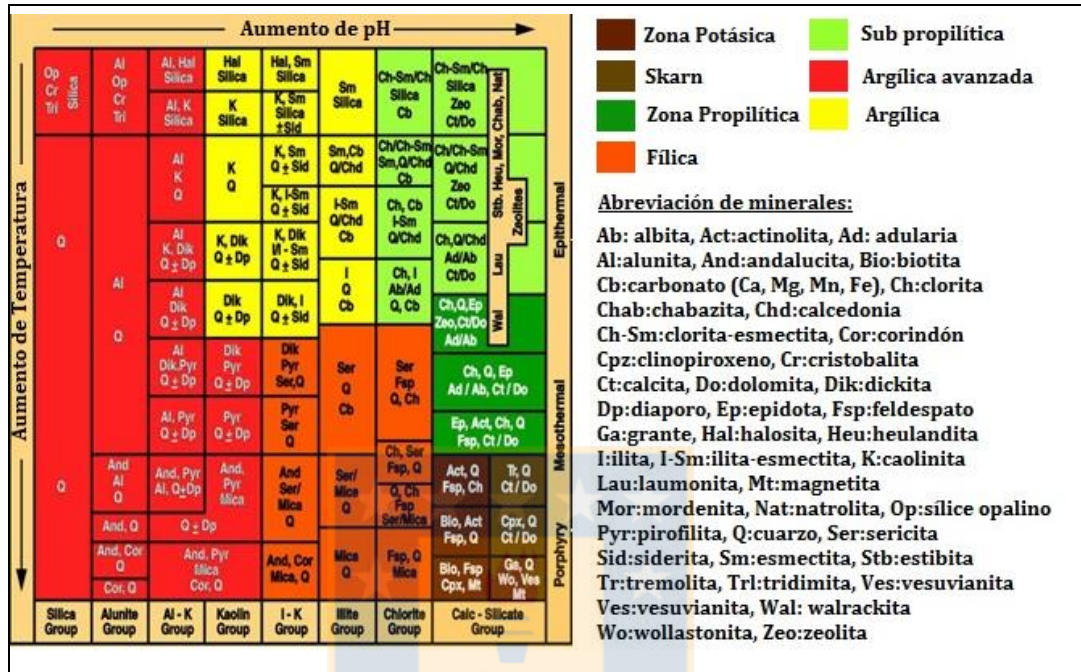 Aumento de pH
Aumento de Temperatura
Op
Cr
Tri
Silica
Q
Q
Al
Op
Cr
Tri
Al
Q
And
Al
Q
And, Q
And, Cor
Q
Cor, Q
Al, Hal
Silica
Al, K
Silica
Al
K
Q
Al
K, Dik
Q ± Dp
Al
Dik
Q ± Dp
Al
Dik,Pyr
Q ± Dp
Al, Pyr
Q ± Dp
And, Pyr
Al, Q±Dp
Q ± Dp
And, Pyr
Mica
Cor, Q
Hal
Silica
K
Silica
K
Q
K, Dik
Q ± Dp
Dik
Q ± Dp
Dik
Pyr
Q ± Dp
Pyr
Q ± Dp
And,
Pyr
Mica
Hal, Sm
Silica
K, Sm
Silica
±Sid
K, Sm
Q ± Sid
K, I-Sm
Q ± Sid
K, Dik
Q ± Sid
Dik, I
Q ± Sid
Dik
Pyr
Ser,Q
Pyr
Ser
Q
And
Ser/
Mica
Q
And, Cor
Mica, Q
Sm
Silica
Sm,Cb
Q/Chd
I-Sm
Q/Chd
Cb
I
Q
Cb
Ser
Q
Cb
Ser/
Mica
Q
Mica
Q
Ch-Sm/Ch
Silica
Cb
Ch/Ch-Sm
Sm,Q/Chd
Cb
Ch, Cb
I-Sm
Q/Chd
Ch, I
Ab/Ad
Q, Cb
Ser
Fsp
Q, Ch
Ch, Ser
Fsp, Q
Q, Ch
Fsp
Ser/Mica
Fsp, Q
Mica
Ch-Sm/Ch
Silica
Zeo
Ct/Do
Ch/Ch-Sm
Q/Chd
Zeo
Ct/Do
Ch,Q/Chd
Ad/Ab
Ct/Do
Ch,Q,Ep
Zeo,Ct/Do
Ad/Ab
Ch, Q, Ep
Ad / Ab, Ct / Do
Ep, Act, Ch, Q
Fsp, Ct / Do
Act, Q
Fsp, Ch
Tr, Q
Ct / Do
Bio, Act
Fsp, Q
Cpx, Q
Ct / Do
Bio, Fsp
Cpx, Mt
Ga, Q
Wo, Ves
Mt
Stb, Heu, Mor, Chab, Nat
Lau
Wal
Zeolites
Epithermal
Mesothermal
Porphyry
Silica
Group
Alunite
Group
Al - K
Group
Kaolin
Group
I - K
Group
Illite
Group
Chlorite
Group
Calc - Silicate
Group
Zona Potásica
Sub propilítica
Skarn
Argílica avanzada
Zona Propilítica
Argílica
Fílica
Abreviación de minerales:
Ab: albita, Act:actinolita, Ad: adularia
Al:alunita, And:andalucita, Bio:biotita
Cb:carbonato (Ca, Mg, Mn, Fe), Ch:clorita
Chab:chabazita, Chd:calcedonia
Ch-Sm:clorita-esmectita, Cor:corindón
Cpz:clinopiroxeno, Cr:cristobalita
Ct:calcita, Do:dolomita, Dik:dickita
Dp:diaporo, Ep:epidota, Fsp:feldespato
Ga:grante, Hal:halosita, Heu:heulandita
I:ilita, I-Sm:ilita-esmectita, K:caolinita
Lau:laumonita, Mt:magnetita
Mor:mordenita, Nat:natrolita, Op:sílice opalino
Pyr:pirofilita, Q:cuarzo, Ser:sericita
Sid:siderita, Sm:esmectita, Stb:estibita
Tr:tremolita, Trl:tridimita, Ves:vesuvianita
Ves:vesuvianita, Wal: walrackita
Wo:wollastonita, Zeo:zeolita